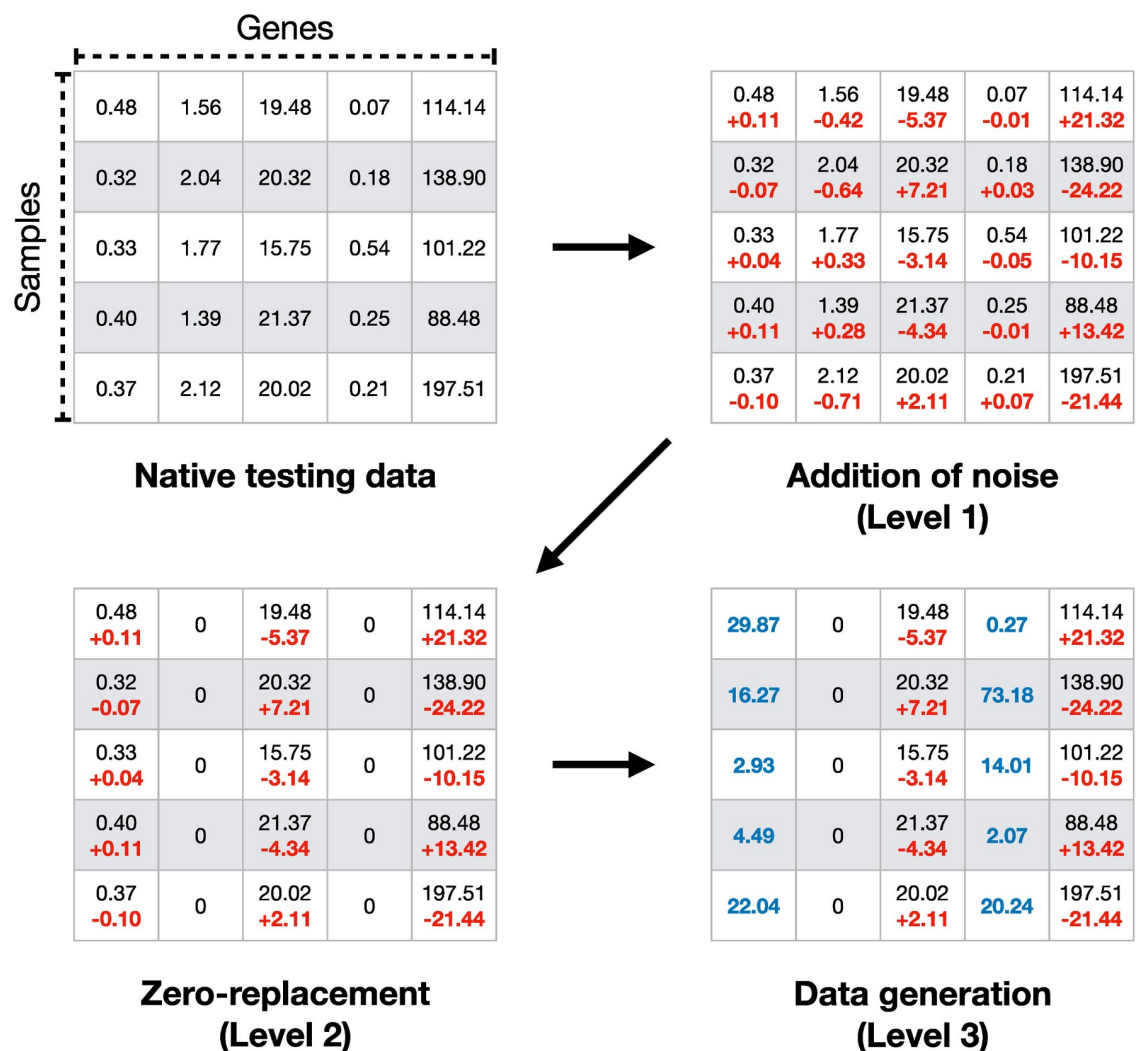 Genes
Samples
0.48 1.56 19.48 0.07 114.14
0.32 2.04 20.32 0.18 138.90
0.33 1.77 15.75 0.54 101.22
0.40 1.39 21.37 0.25 88.48
0.37 2.12 20.02 0.21 197.51
Native testing data
0.48 1.56 19.48 0.07 114.14
+0.11 -0.42 -5.37 -0.01 +21.32
0.32 2.04 20.32 0.18 138.90
-0.07 -0.64 +7.21 +0.03 -24.22
0.33 1.77 15.75 0.54 101.22
+0.04 +0.33 -3.14 -0.05 -10.15
0.40 1.39 21.37 0.25 88.48
+0.11 +0.28 -4.34 -0.01 +13.42
0.37 2.12 20.02 0.21 197.51
-0.10 -0.71 +2.11 +0.07 -21.44
Addition of noise
(Level 1)
0.48 0 19.48 0 114.14
+0.11 -5.37 +21.32
0.32 0 20.32 0 138.90
-0.07 +7.21 -24.22
0.33 0 15.75 0 101.22
+0.04 -3.14 -10.15
0.40 0 21.37 0 88.48
+0.11 -4.34 +13.42
0.37 0 20.02 0 197.51
-0.10 +2.11 -21.44
Zero-replacement
(Level 2)
29.87 0 19.48 0.27 114.14
-5.37 +21.32
16.27 0 20.32 73.18 138.90
+7.21 -24.22
2.93 0 15.75 14.01 101.22
-3.14 -10.15
4.49 0 21.37 2.07 88.48
-4.34 +13.42
22.04 0 20.02 20.24 197.51
+2.11 -21.44
Data generation
(Level 3)